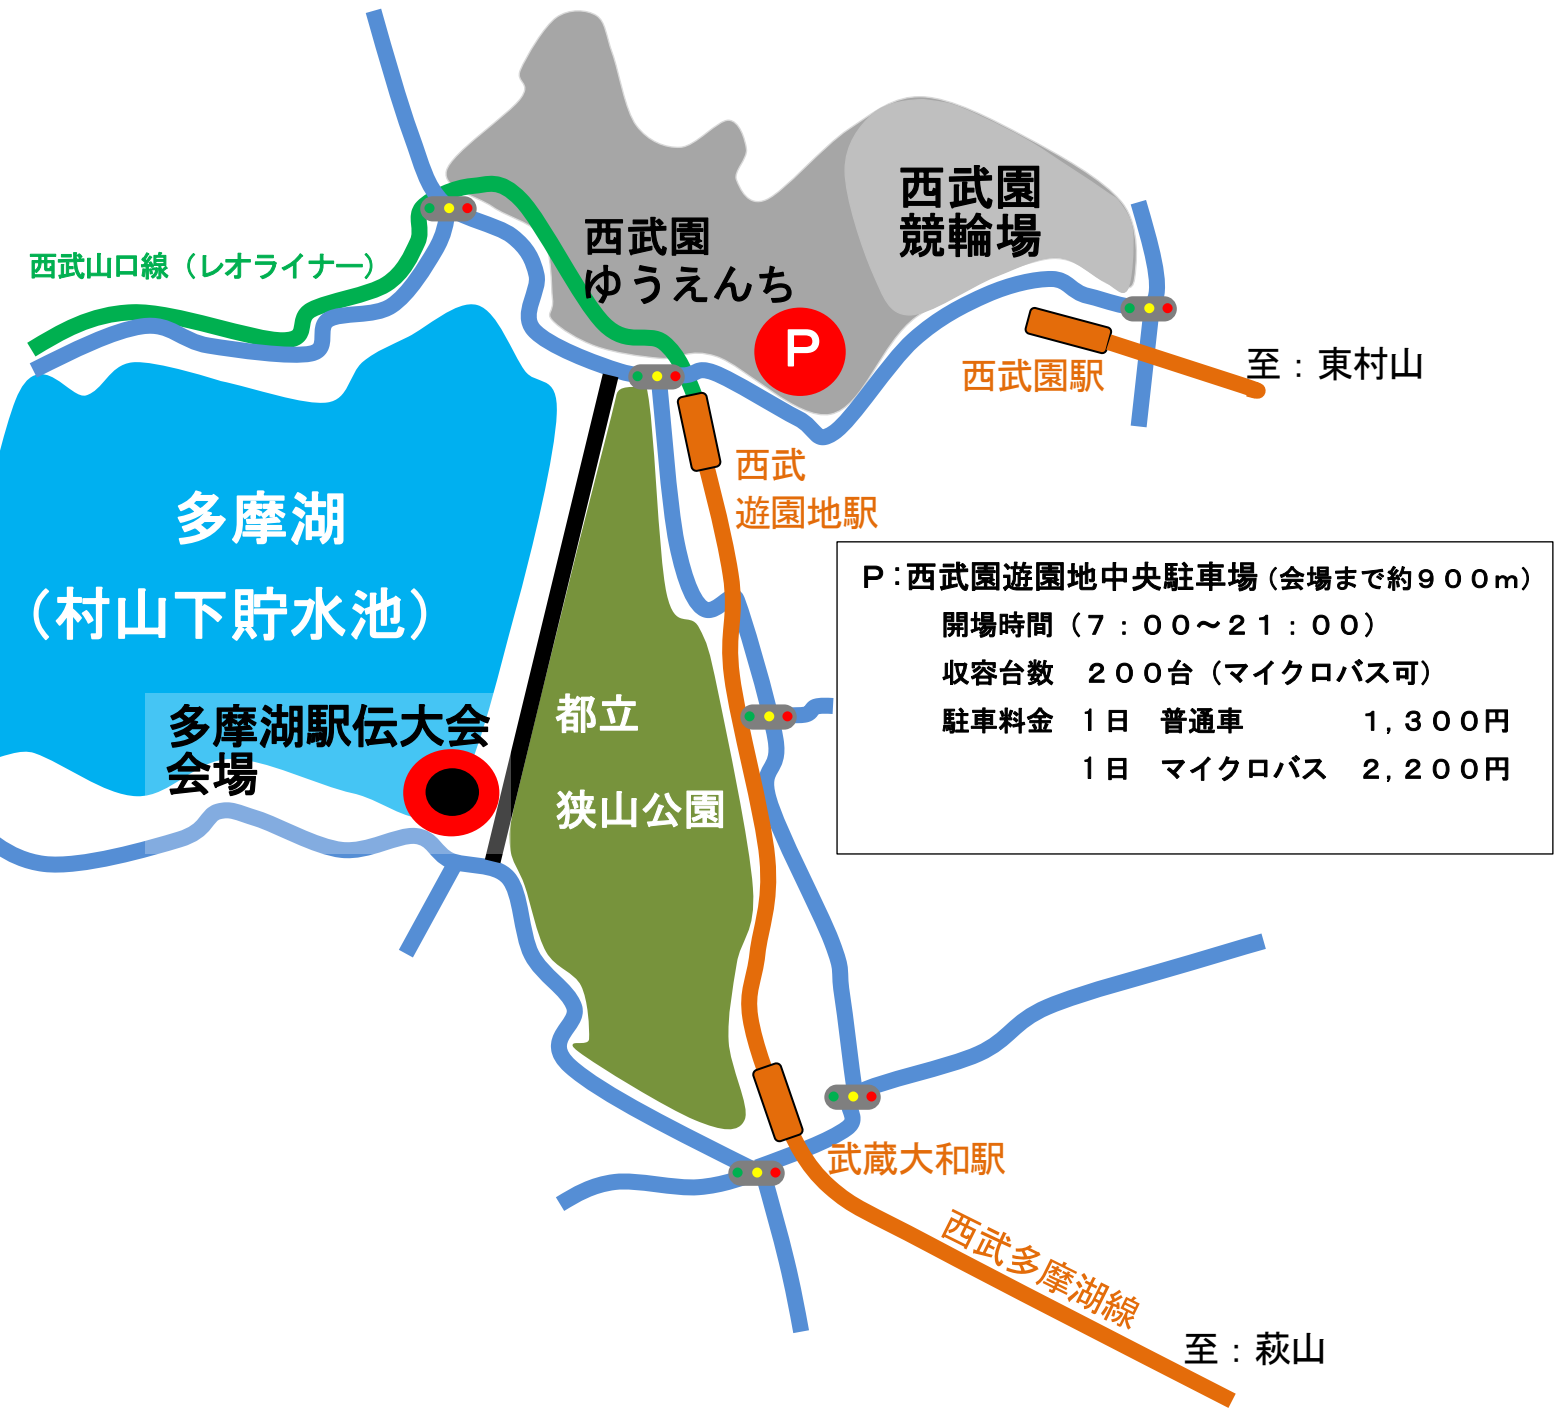 西武園
競輪場
西武園
ゆうえんち
西武山口線（レオライナー）
P
西武園駅
至：東村山
西武
遊園地駅
多摩湖
（村山下貯水池）
P：西武園遊園地中央駐車場（会場まで約９００ｍ）
開場時間（７：００～２１：００）
収容台数　２００台（マイクロバス可）
駐車料金　１日　普通車　１，３００円
１日　マイクロバス　２，２００円
多摩湖駅伝大会
会場
都立
狭山公園
武蔵大和駅
西武多摩湖線
至：萩山